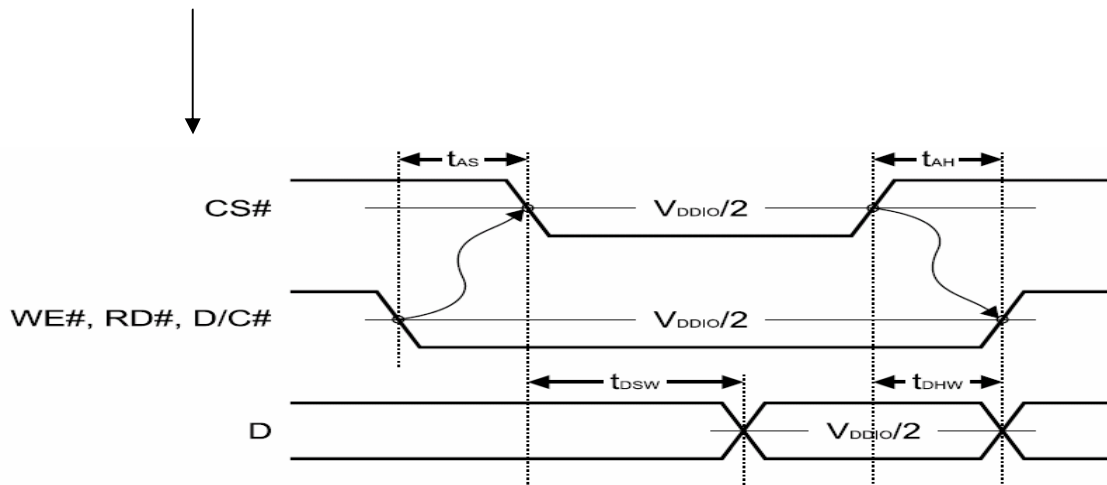 tAS
tAH
CS#
VDDIO/2
WE#, RD#, D/C#
VDDIO/2
tDSW
tDHW
D
VDDIO/2